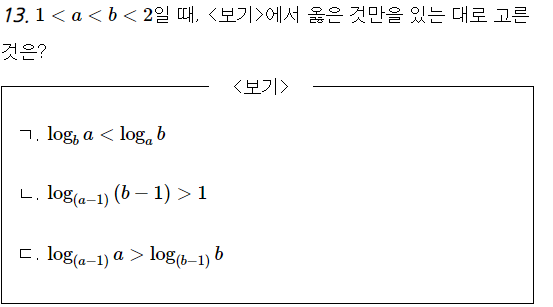 13. 1 < a < b < 2일 때, <보기>에서 옳은 것만을 있는 대로 고른
것은?
<보기>
ㄱ. log_b a < log_a b
ㄴ. log_(a−1) (b − 1) > 1
ㄷ. log_(a−1) a > log_(b−1) b